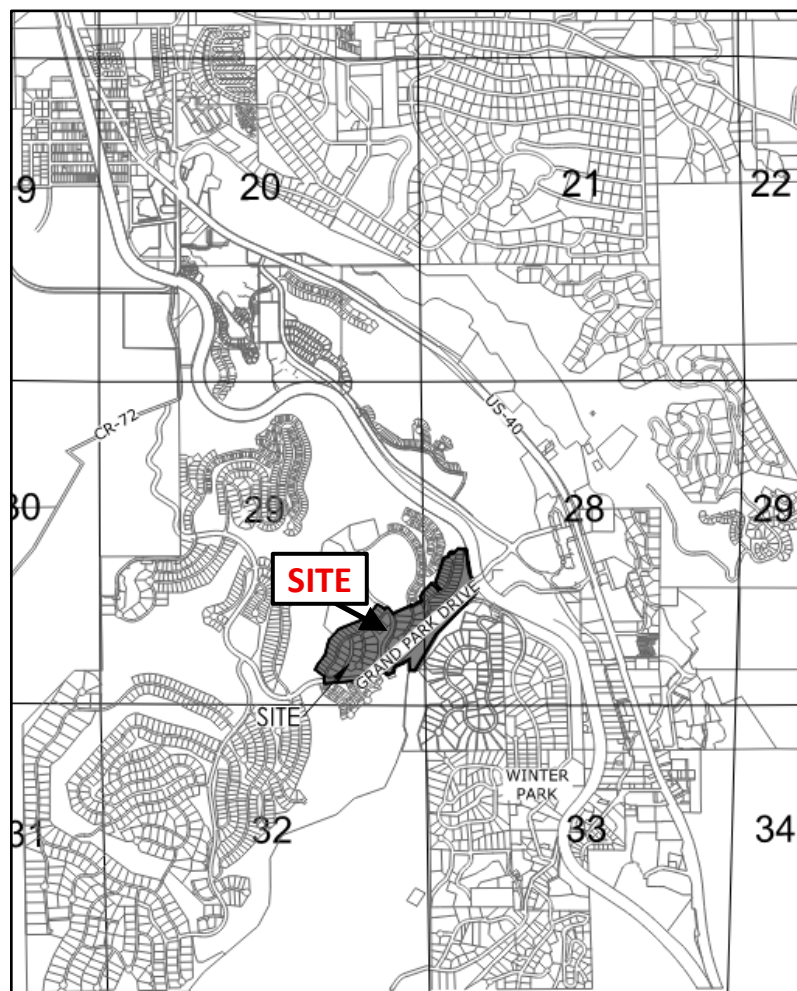 9
20
21
22
CR-72
US-40
30
29
28
29
SITE
GRAND PARK DRIVE
SITE
WINTER
PARK
31
32
33
34